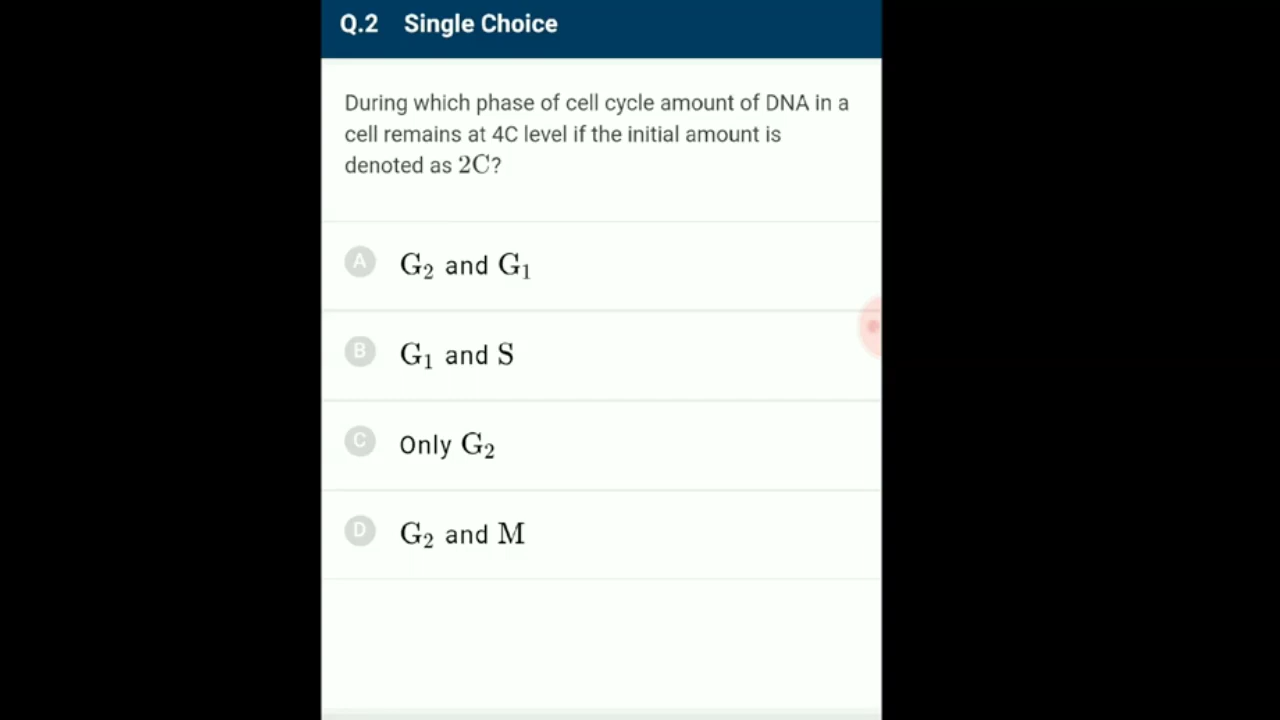 Q.2 Single Choice
During which phase of cell cycle amount of DNA in a
cell remains at 4C level if the initial amount is
denoted as 2C?
A G₂ and G₁
B G₁ and S
C Only G₂
D G₂ and M